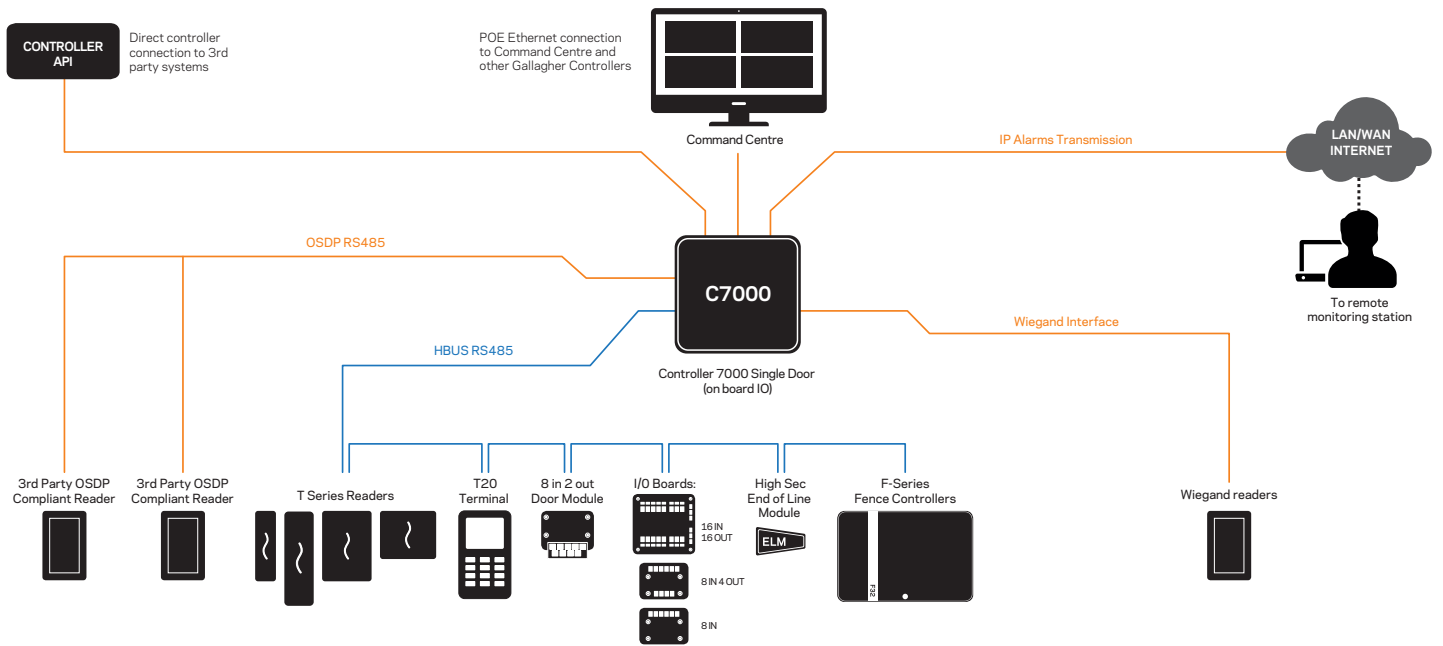 CONTROLLER
API
Direct controller
connection to 3rd
party systems
POE Ethernet connection
to Command Centre and
other Gallagher Controllers
Command Centre
IP Alarms Transmission
LAN/WAN
INTERNET
To remote
monitoring station
OSDP RS485
C7000
HBUS RS485
Wiegand Interface
Controller 7000 Single Door
(on board IO)
3rd Party OSDP
Compliant Reader
3rd Party OSDP
Compliant Reader
T Series Readers
T20
Terminal
8 in 2 out
Door Module
I/0 Boards:
16 IN
16 OUT
8 IN 4 OUT
8 IN
High Sec
End of Line
Module
ELM
F-Series
Fence Controllers
F32
Wiegand readers